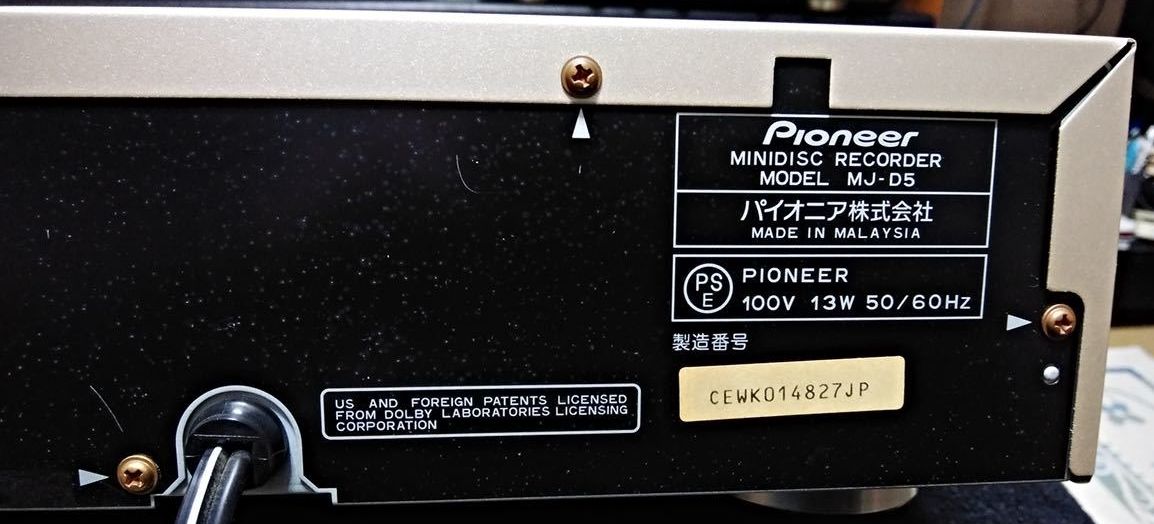 Pioneer
MINIDISC RECORDER
MODEL MJ-D5
パイオニア株式会社
MADE IN MALAYSIA
PS
E
PIONEER
100V 13W 50/60Hz
製造番号
CEWK014827JP
US AND FOREIGN PATENTS LICENSED
FROM DOLBY LABORATORIES LICENSING
CORPORATION